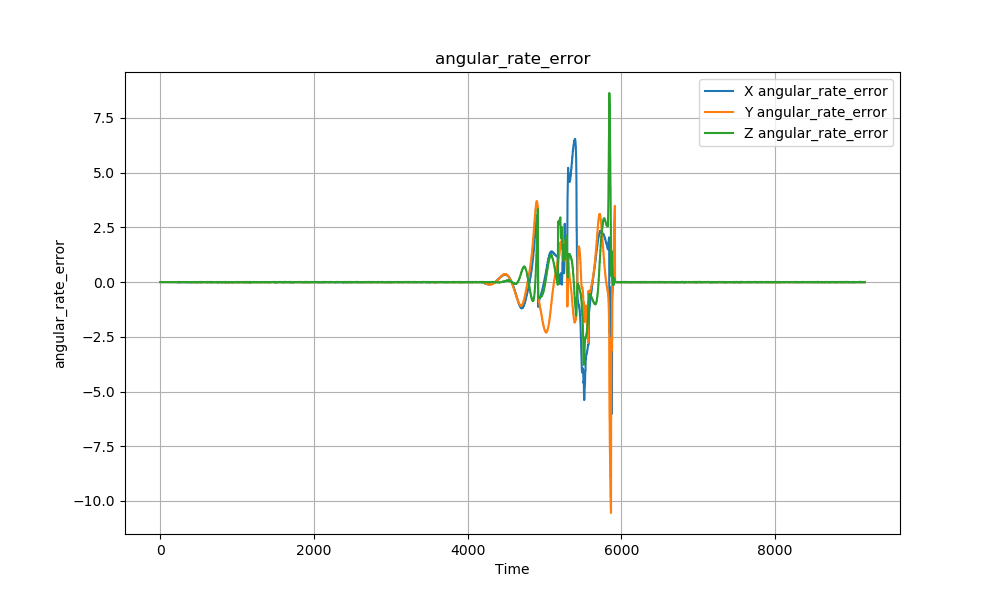 angular_rate_error
X angular_rate_error
Y angular_rate_error
Z angular_rate_error
angular_rate_error
7.5
5.0
2.5
0.0
−2.5
−5.0
−7.5
−10.0
0 2000 4000 6000 8000
Time